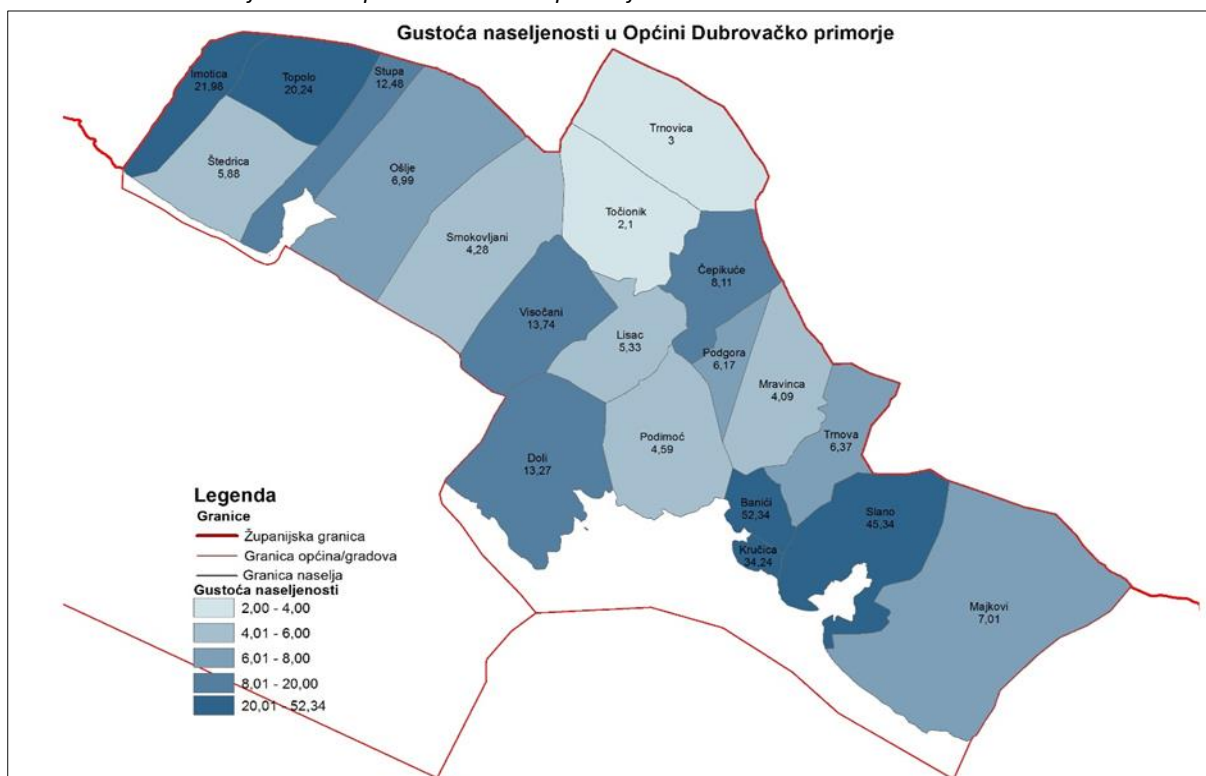 Gustoća naseljenosti u Općini Dubrovačko primorje
Imotica
21,98
Topolo
20,24
Stupa
12,48
Štedrica
5,88
Ošlje
6,99
Smokovljani
4,28
Trnovica
3
Točionik
2,1
Čepikuće
8,11
Visočani
13,74
Lisac
5,33
Podgora
6,17
Mravinca
4,09
Trnova
6,37
Podimoć
4,59
Doli
13,27
Banići
52,34
Kručica
34,24
Slano
45,34
Majkovi
7,01
Legenda
Granice
Županijska granica
Granica općina/gradova
Granica naselja
Gustoća naseljenosti
2,00 - 4,00
4,01 - 6,00
6,01 - 8,00
8,01 - 20,00
20,01 - 52,34